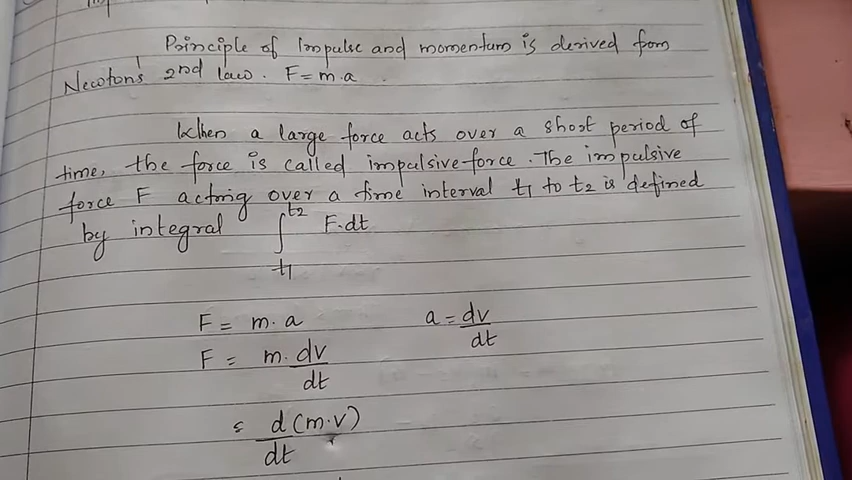 Principle of Impulse and momentum is derived from
Newton's 2nd law. F=m.a
When a large force acts over a short period of
time, the force is called impulsive force. The impulsive
force F acting over a time interval t1 to t2 is defined
by integral ∫t1^t2 F.dt
F = m.a    a = dv/dt
F = m. dv/dt
= d(m.v)/dt